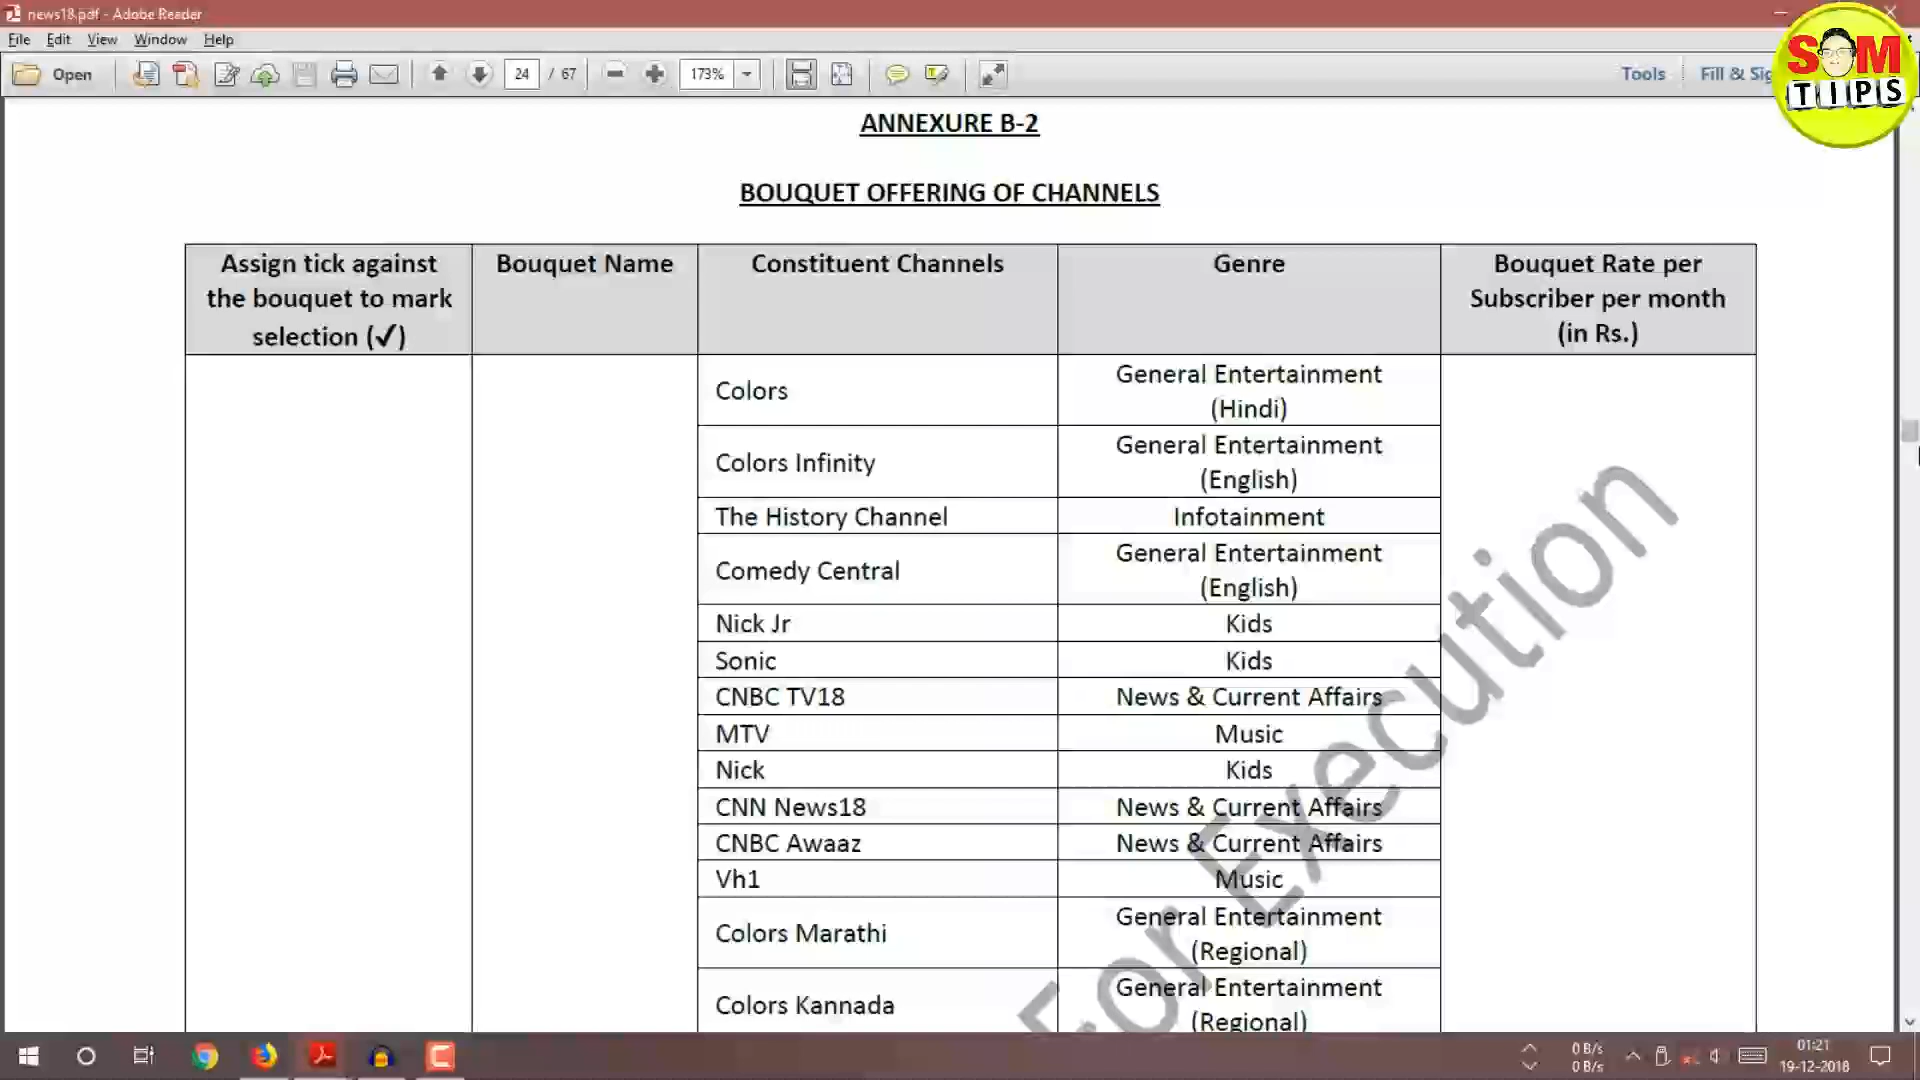 news18.pdf - Adobe Reader
File Edit View Window Help
Open 24 / 67 173% Tools Fill & Sig
SOM
TIPS
ANNEXURE B-2
BOUQUET OFFERING OF CHANNELS
Assign tick against
the bouquet to mark
selection (✓)
Bouquet Name
Constituent Channels
Genre
Bouquet Rate per
Subscriber per month
(in Rs.)
Colors
General Entertainment
(Hindi)
Colors Infinity
General Entertainment
(English)
The History Channel Infotainment
Comedy Central
General Entertainment
(English)
Nick Jr Kids
Sonic Kids
CNBC TV18 News & Current Affairs
MTV Music
Nick Kids
CNN News18 News & Current Affairs
CNBC Awaaz News & Current Affairs
Vh1 Music
Colors Marathi
General Entertainment
(Regional)
Colors Kannada
General Entertainment
(Regional)
For Execution
0 B/s
0 B/s
01:21
19-12-2018